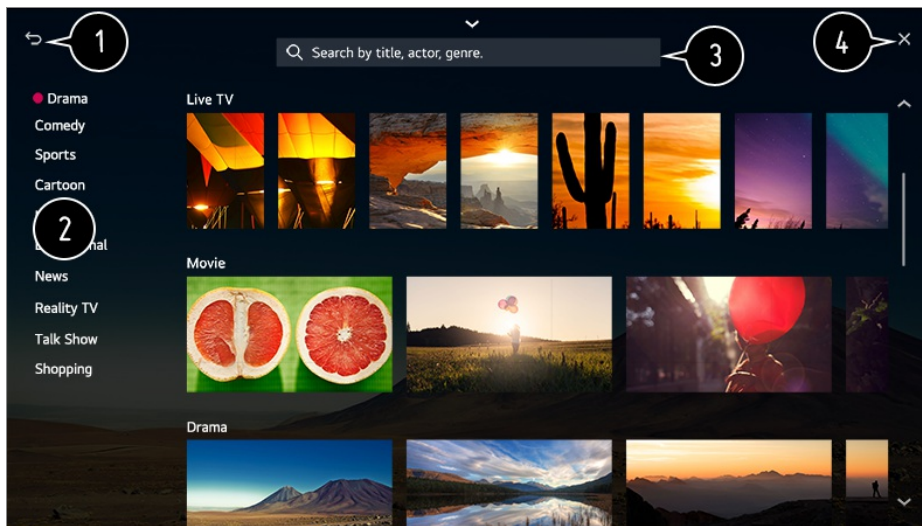 1
4
Search by title, actor, genre.
3
Drama
Comedy
Sports
Cartoon
2
News
Reality TV
Talk Show
Shopping
Live TV
Movie
Drama